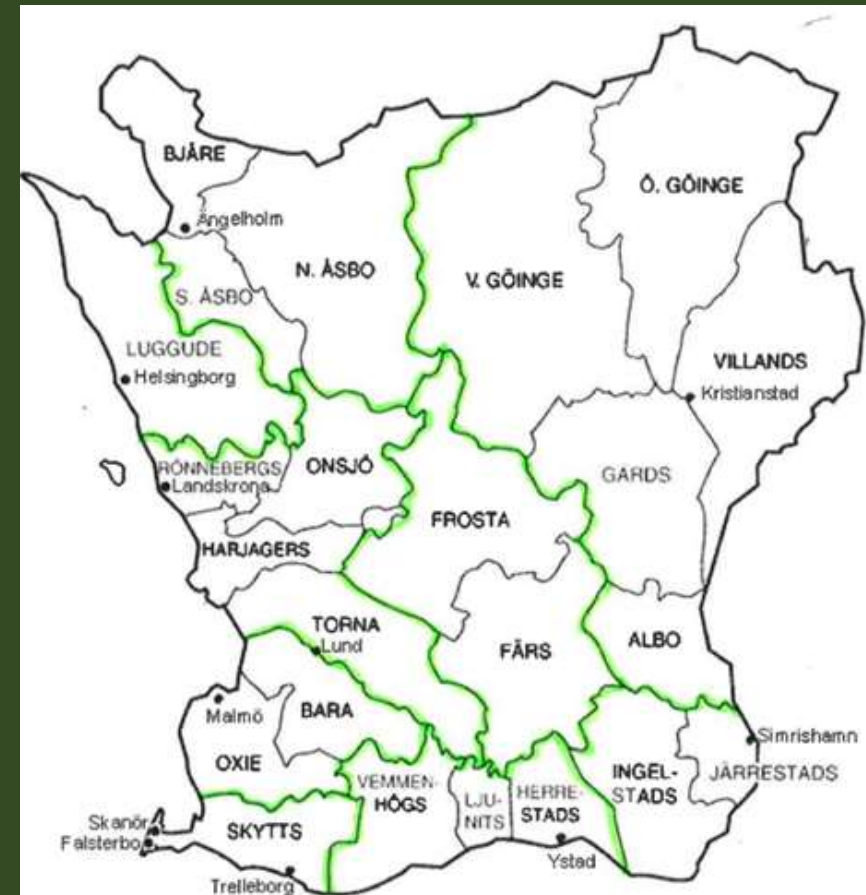 BJÄRE
Ö. GÖINGE
Ängelholm
N. ÅSBO
V. GÖINGE
S. ÅSBO
LUGGUDE
VILLANDS
Helsingborg
Kristianstad
RÖNNEBERGS
ONSJÖ
GARDS
Landskrona
FROSTA
HARJAGERS
TORNA
ALBO
Lund
FÄRS
Malmö
BARA
Simrishamn
OXIE
INGEL-
STADS
JÄRRESTADS
VEMMEN-
HÖGS
HERRE-
STADS
LJU-
NITS
Skanör
Falsterbo
SKYTTS
Ystad
Trelleborg